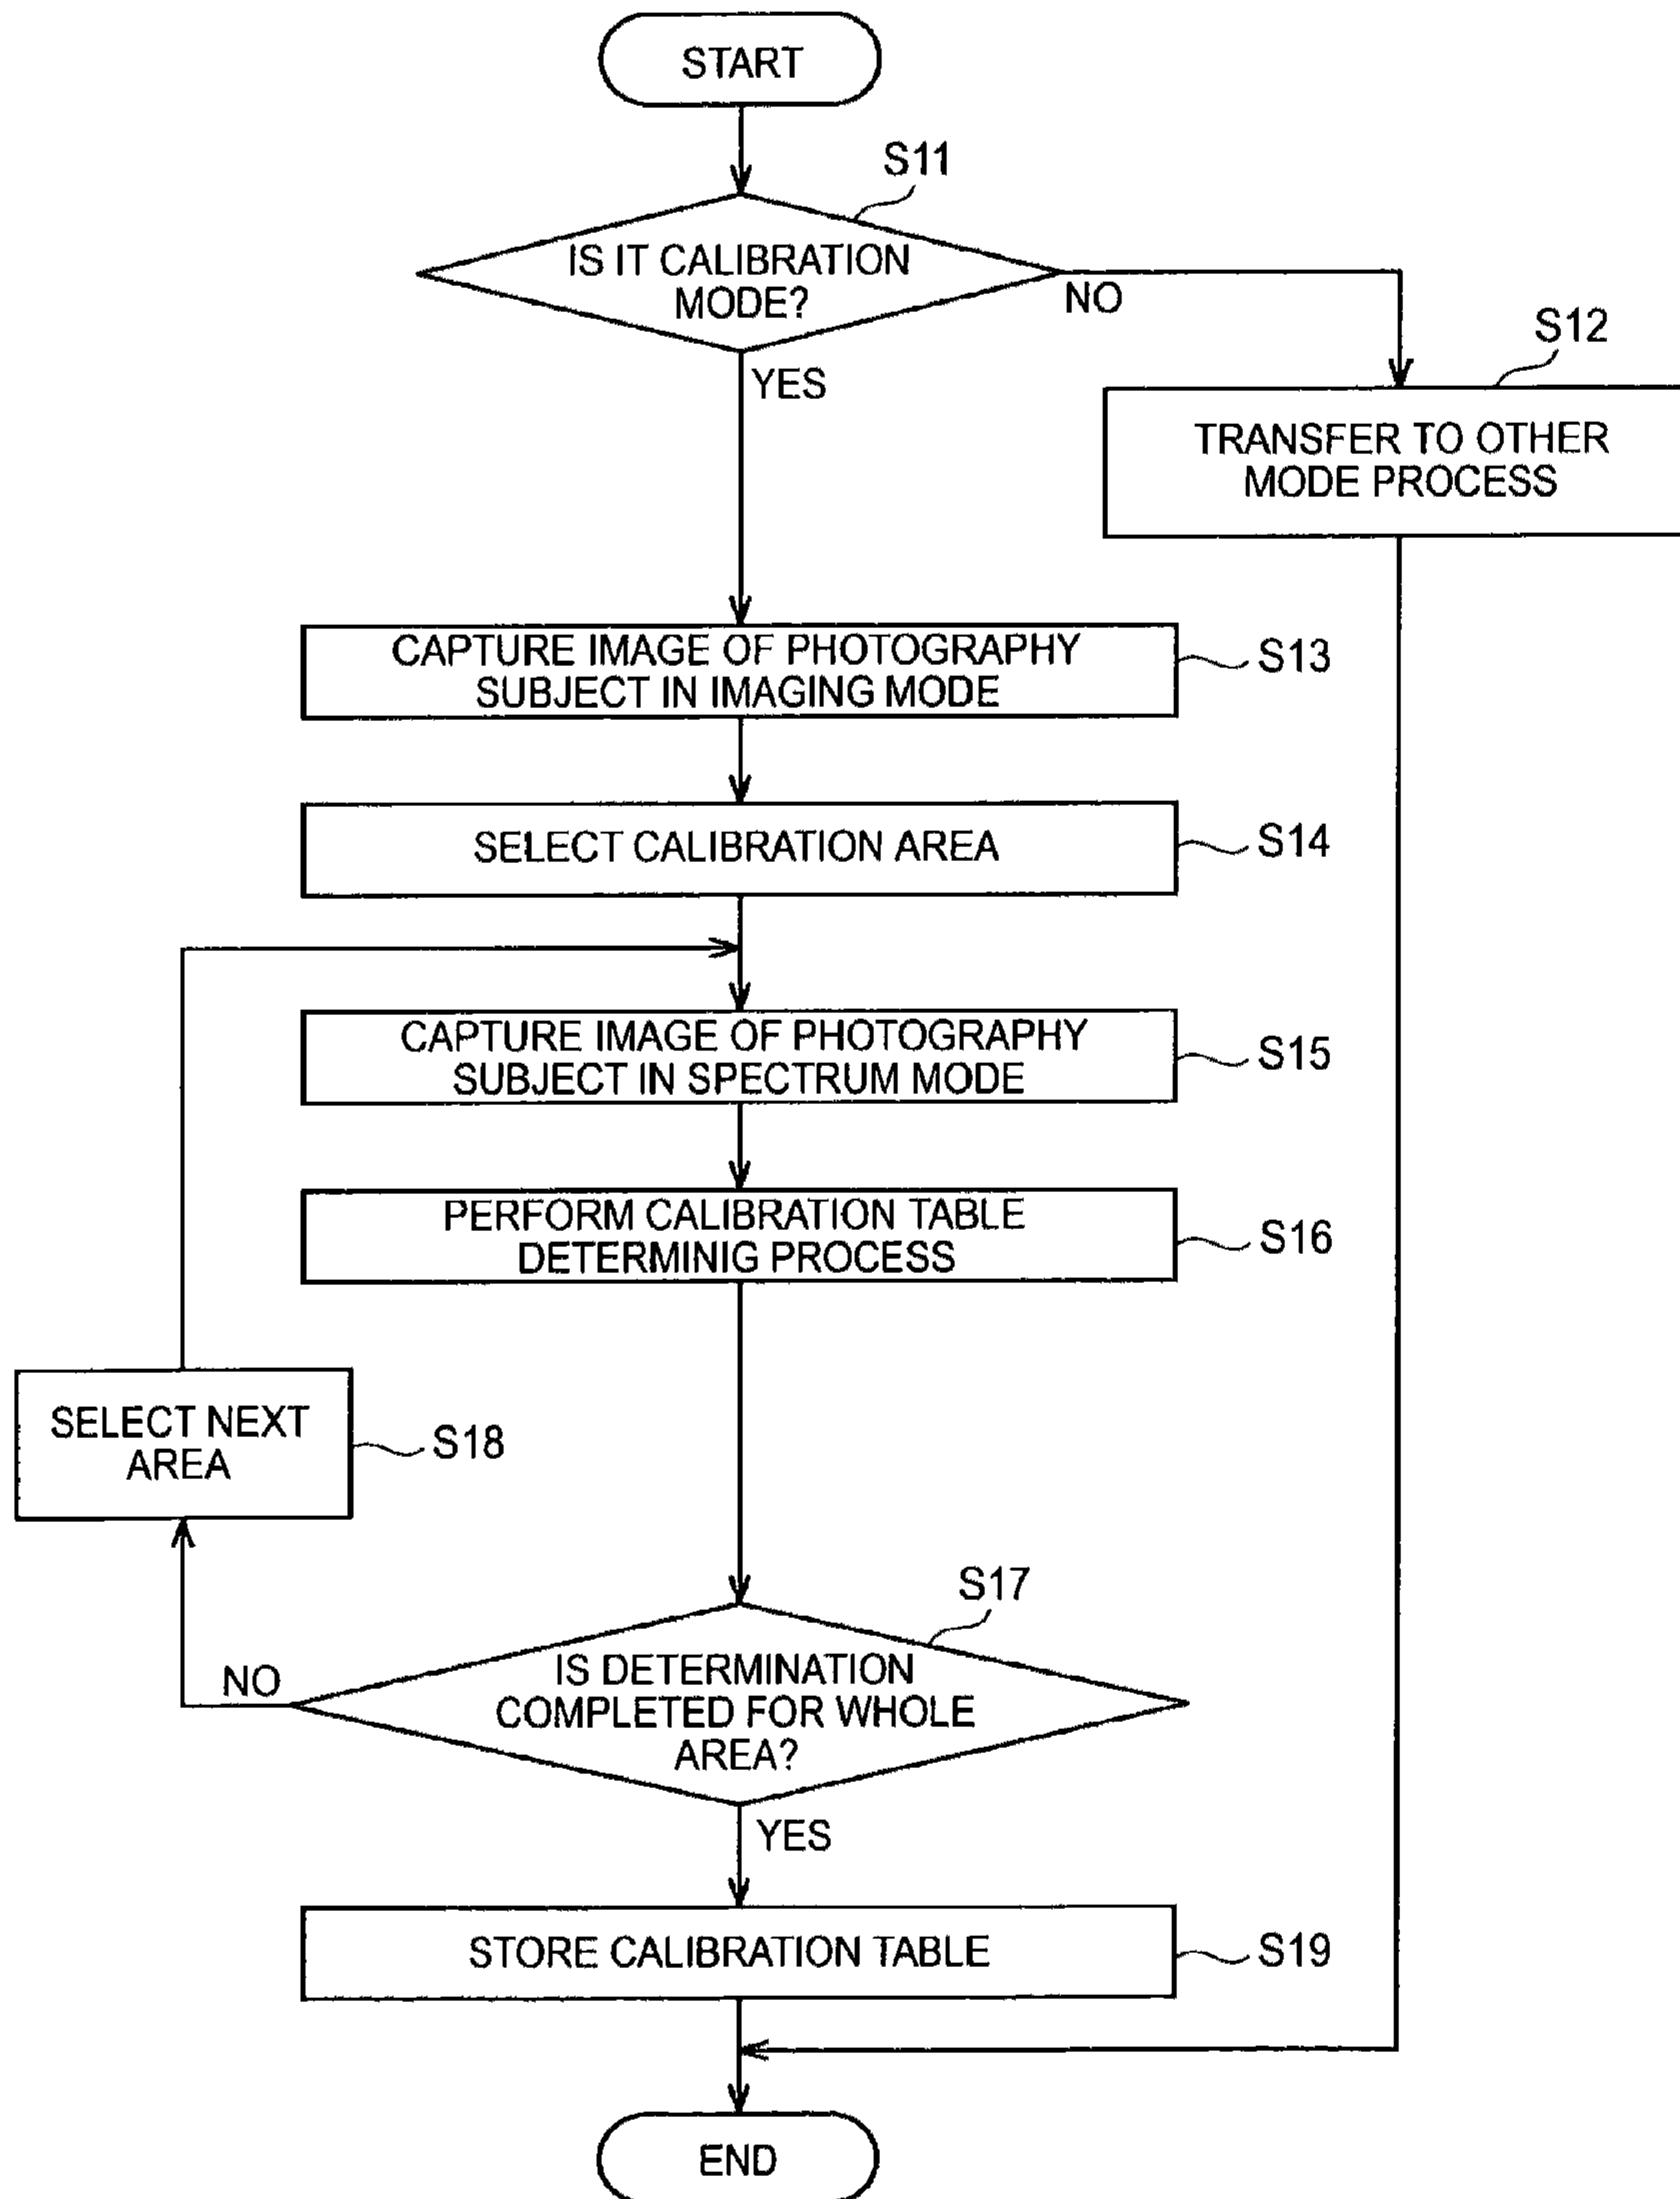 START
S11
IS IT CALIBRATION
MODE?
NO
YES
S12
TRANSFER TO OTHER
MODE PROCESS
CAPTURE IMAGE OF PHOTOGRAPHY
SUBJECT IN IMAGING MODE
S13
SELECT CALIBRATION AREA
S14
CAPTURE IMAGE OF PHOTOGRAPHY
SUBJECT IN SPECTRUM MODE
S15
PERFORM CALIBRATION TABLE
DETERMINIG PROCESS
S16
SELECT NEXT
AREA
S18
S17
IS DETERMINATION
COMPLETED FOR WHOLE
AREA?
NO
YES
STORE CALIBRATION TABLE
S19
END